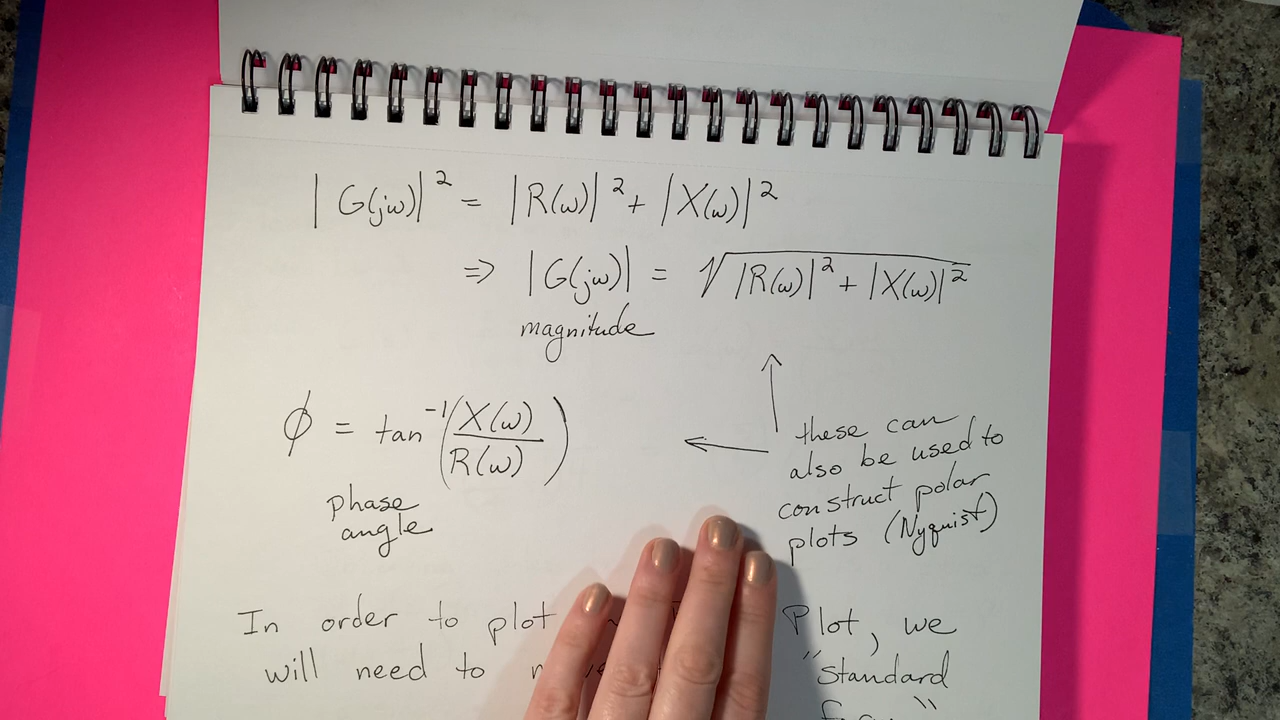 |G(jω)|² = |R(ω)|² + |X(ω)|²
⇒ |G(jω)| = √(|R(ω)|² + |X(ω)|²)
magnitude
ϕ = tan⁻¹(X(ω)/R(ω))
phase
angle
these can
also be used to
construct polar
plots (Nyquist)
In order to plot Plot, we
will need to "Standard